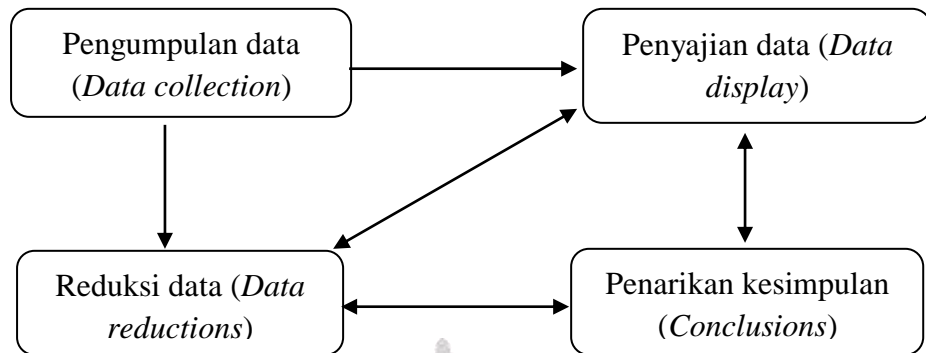 Pengumpulan data
(Data collection)
Penyajian data (Data
display)
Reduksi data (Data
reductions)
Penarikan kesimpulan
(Conclusions)